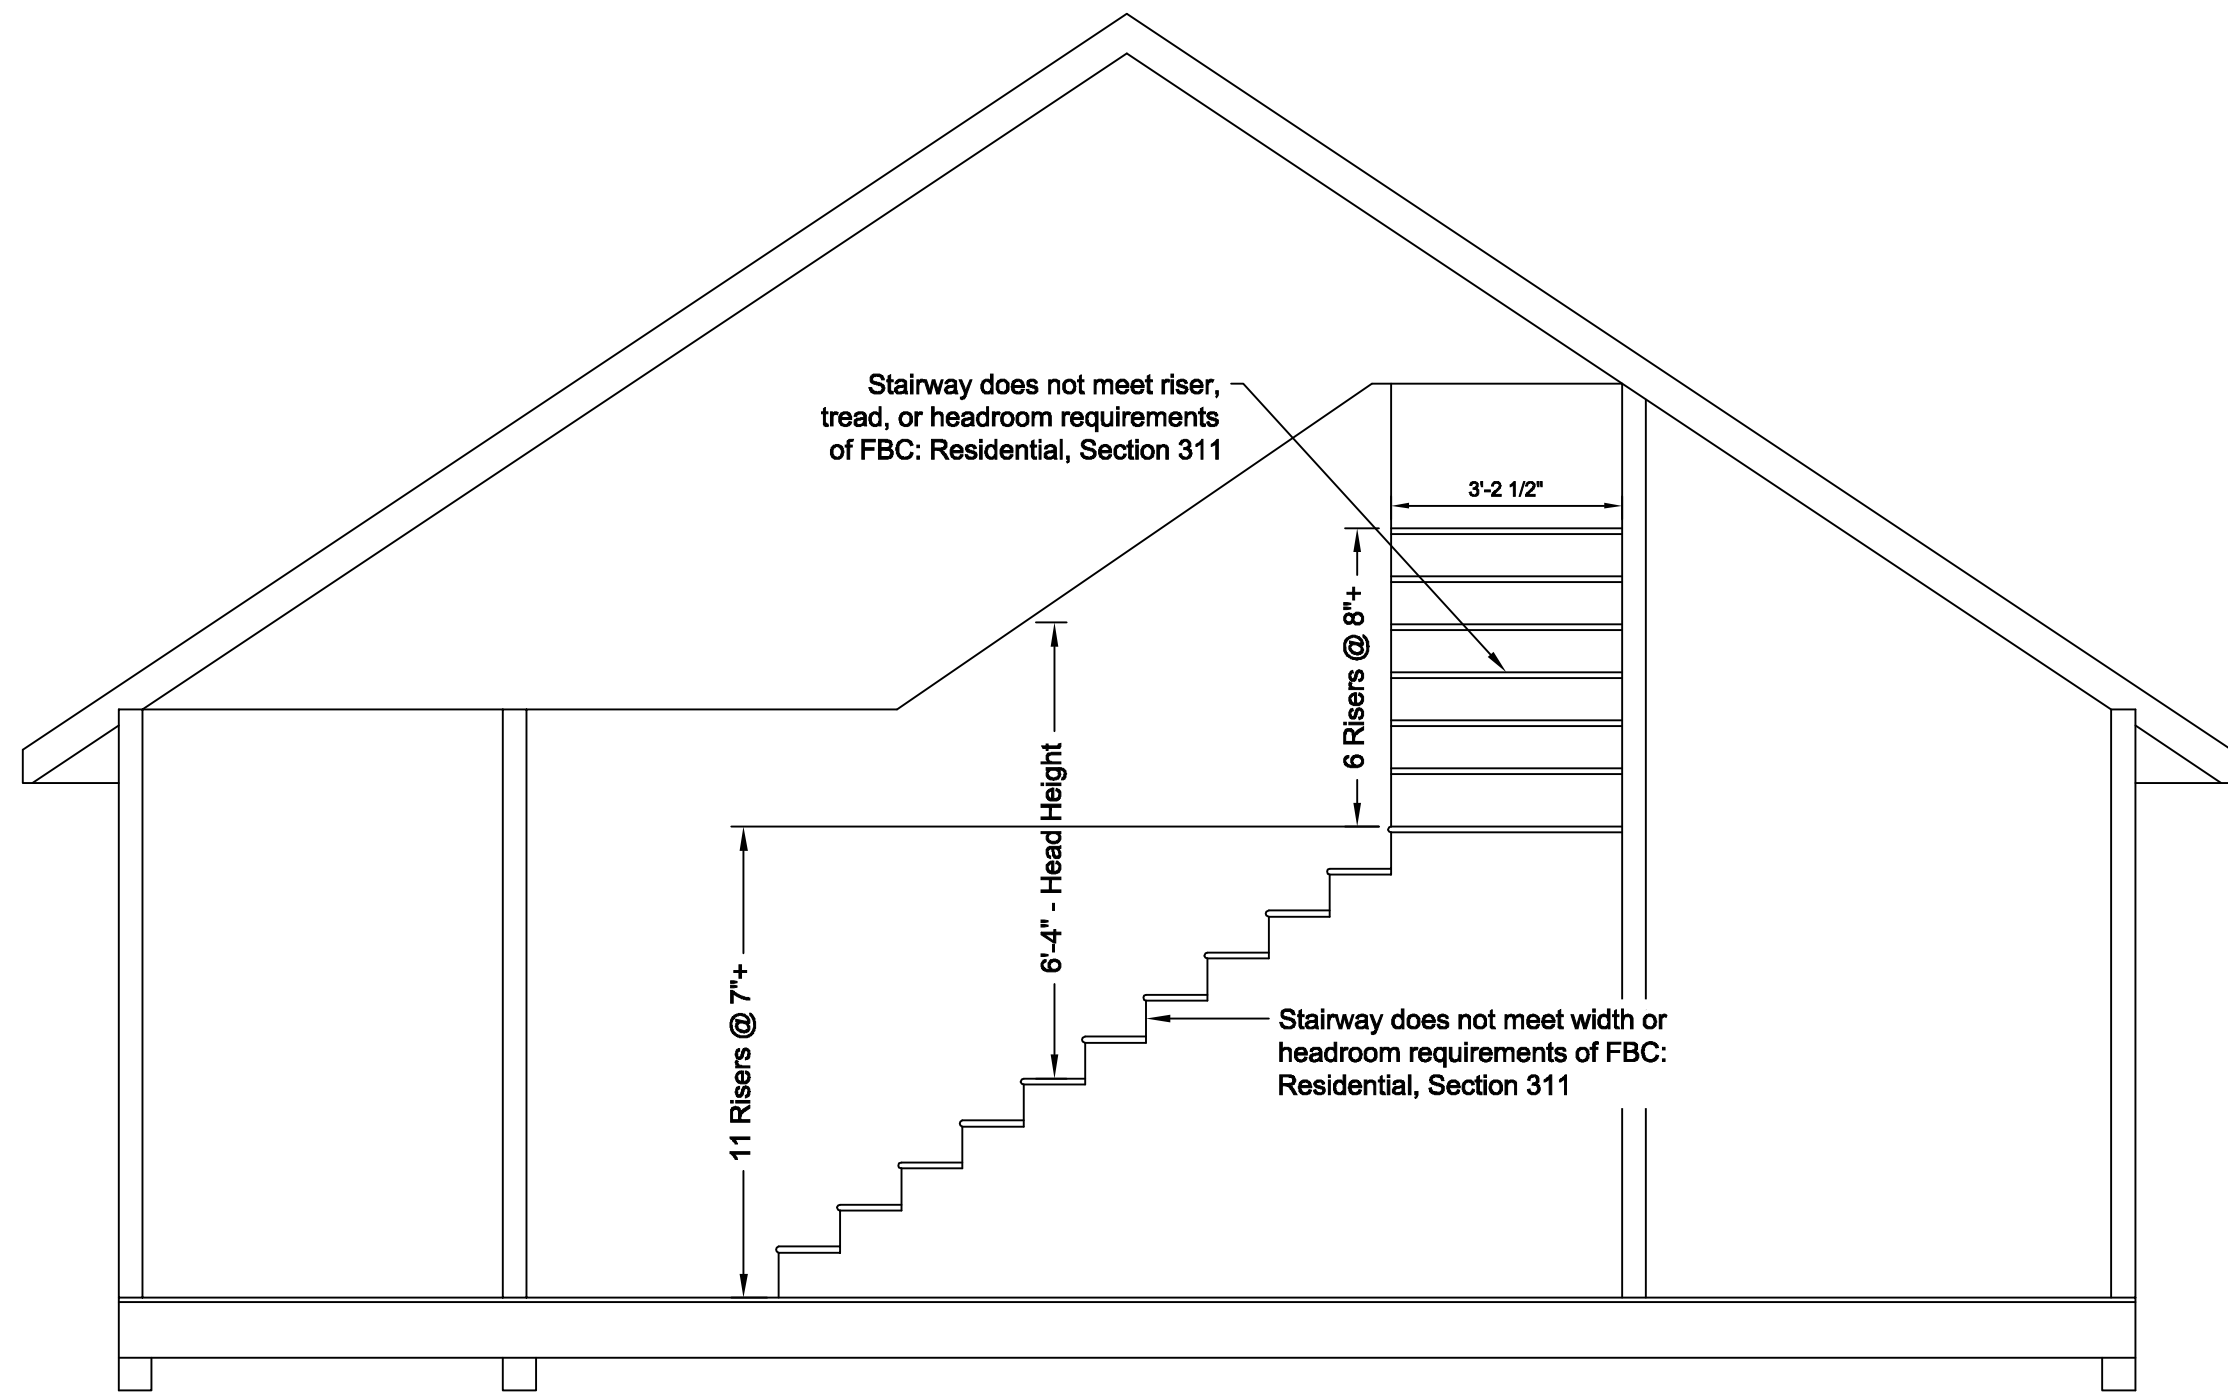 Stairway does not meet riser,
tread, or headroom requirements
of FBC: Residential, Section 311
3'-2 1/2"
6 Risers @ 8"+
6'-4" - Head Height
11 Risers @ 7"+
Stairway does not meet width or
headroom requirements of FBC:
Residential, Section 311